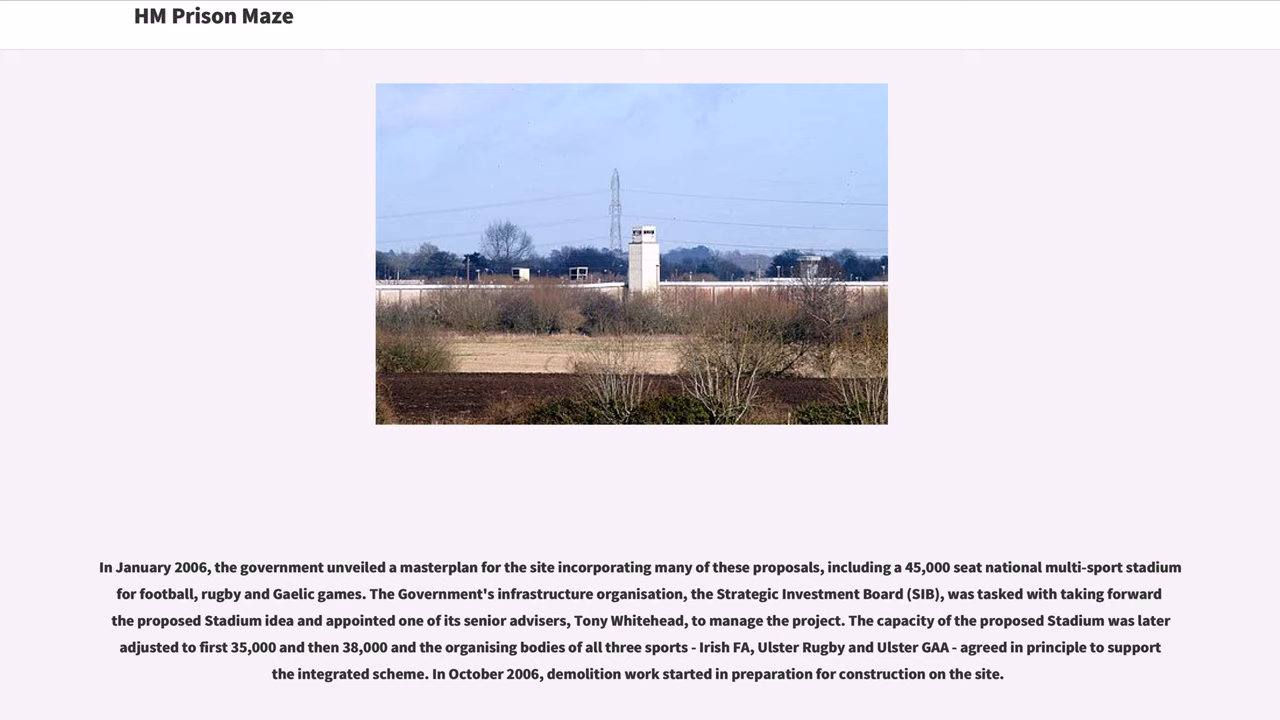 HM Prison Maze
In January 2006, the government unveiled a masterplan for the site incorporating many of these proposals, including a 45,000 seat national multi-sport stadium
for football, rugby and Gaelic games. The Government's infrastructure organisation, the Strategic Investment Board (SIB), was tasked with taking forward
the proposed Stadium idea and appointed one of its senior advisers, Tony Whitehead, to manage the project. The capacity of the proposed Stadium was later
adjusted to first 35,000 and then 38,000 and the organising bodies of all three sports - Irish FA, Ulster Rugby and Ulster GAA - agreed in principle to support
the integrated scheme. In October 2006, demolition work started in preparation for construction on the site.